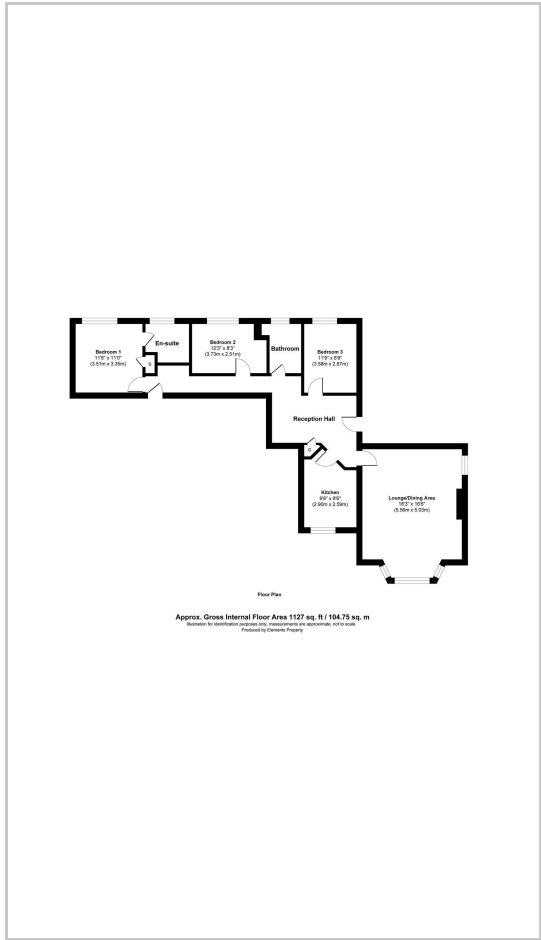 Bedroom 1
11'6" x 11'0"
(3.51m x 3.35m)
C
En-suite
Bedroom 2
12'3" x 8'3"
(3.73m x 2.51m)
Bathroom
Bedroom 3
11'9" x 8'9"
(3.58m x 2.67m)
Reception Hall
C
Kitchen
9'6" x 8'6"
(2.90m x 2.59m)
Lounge/Dining Area
18'3" x 16'6"
(5.56m x 5.03m)
Floor Plan
Approx. Gross Internal Floor Area 1127 sq. ft / 104.75 sq. m
Illustration for identification purposes only, measurements are approximate, not to scale.
Produced by Elements Property